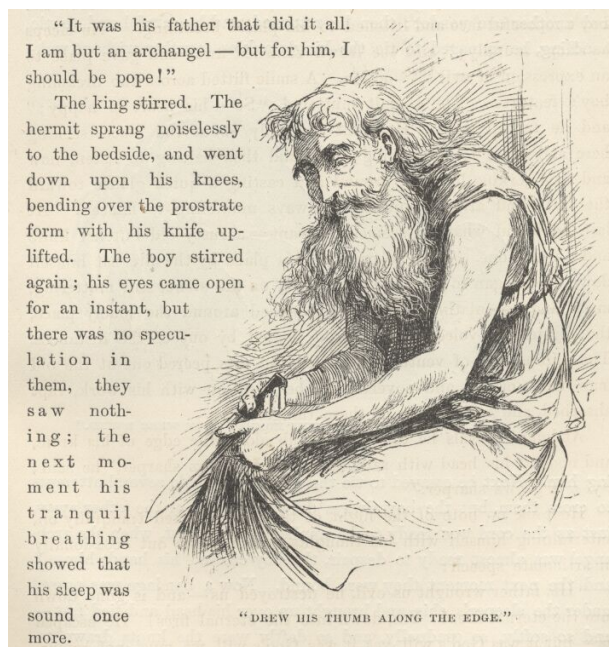 “It was his father that did it all.
I am but an archangel—but for him, I
should be pope!”
The king stirred. The
hermit sprang noiselessly
to the bedside, and went
down upon his knees,
bending over the prostrate
form with his knife up-
lifted. The boy stirred
again; his eyes came open
for an instant, but
there was no specu-
lation in
them, they
saw noth-
ing; the
next mo-
ment his
tranquil
breathing
showed that
his sleep was
sound once
more.
“DREW HIS THUMB ALONG THE EDGE.”